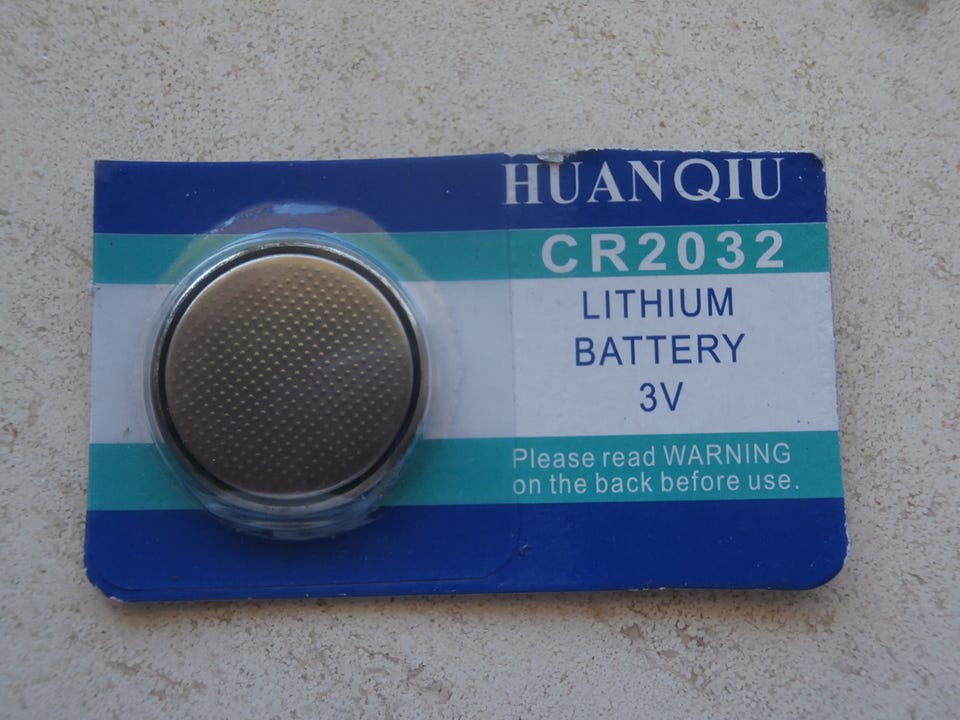 HUANQIU
CR2032
LITHIUM
BATTERY
3V
Please read WARNING
on the back before use.